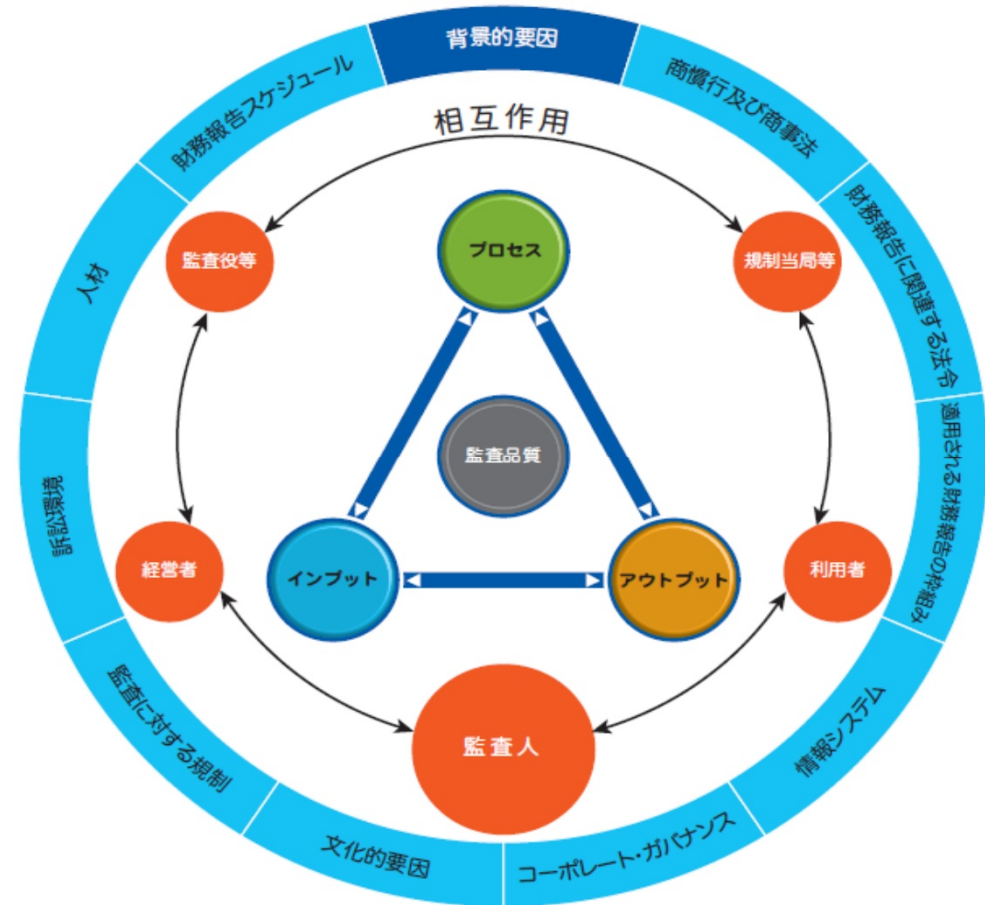 背景的要因
商慣行及び商事法
財務報告に関連する法令
適用される財務報告の枠組み
情報システム
コーポレート・ガバナンス
文化的要因
監査に対する規制
訴訟環境
人材
財務報告スケジュール
相互作用
プロセス
監査役等
規制当局等
監査品質
インプット
アウトプット
経営者
利用者
監査人